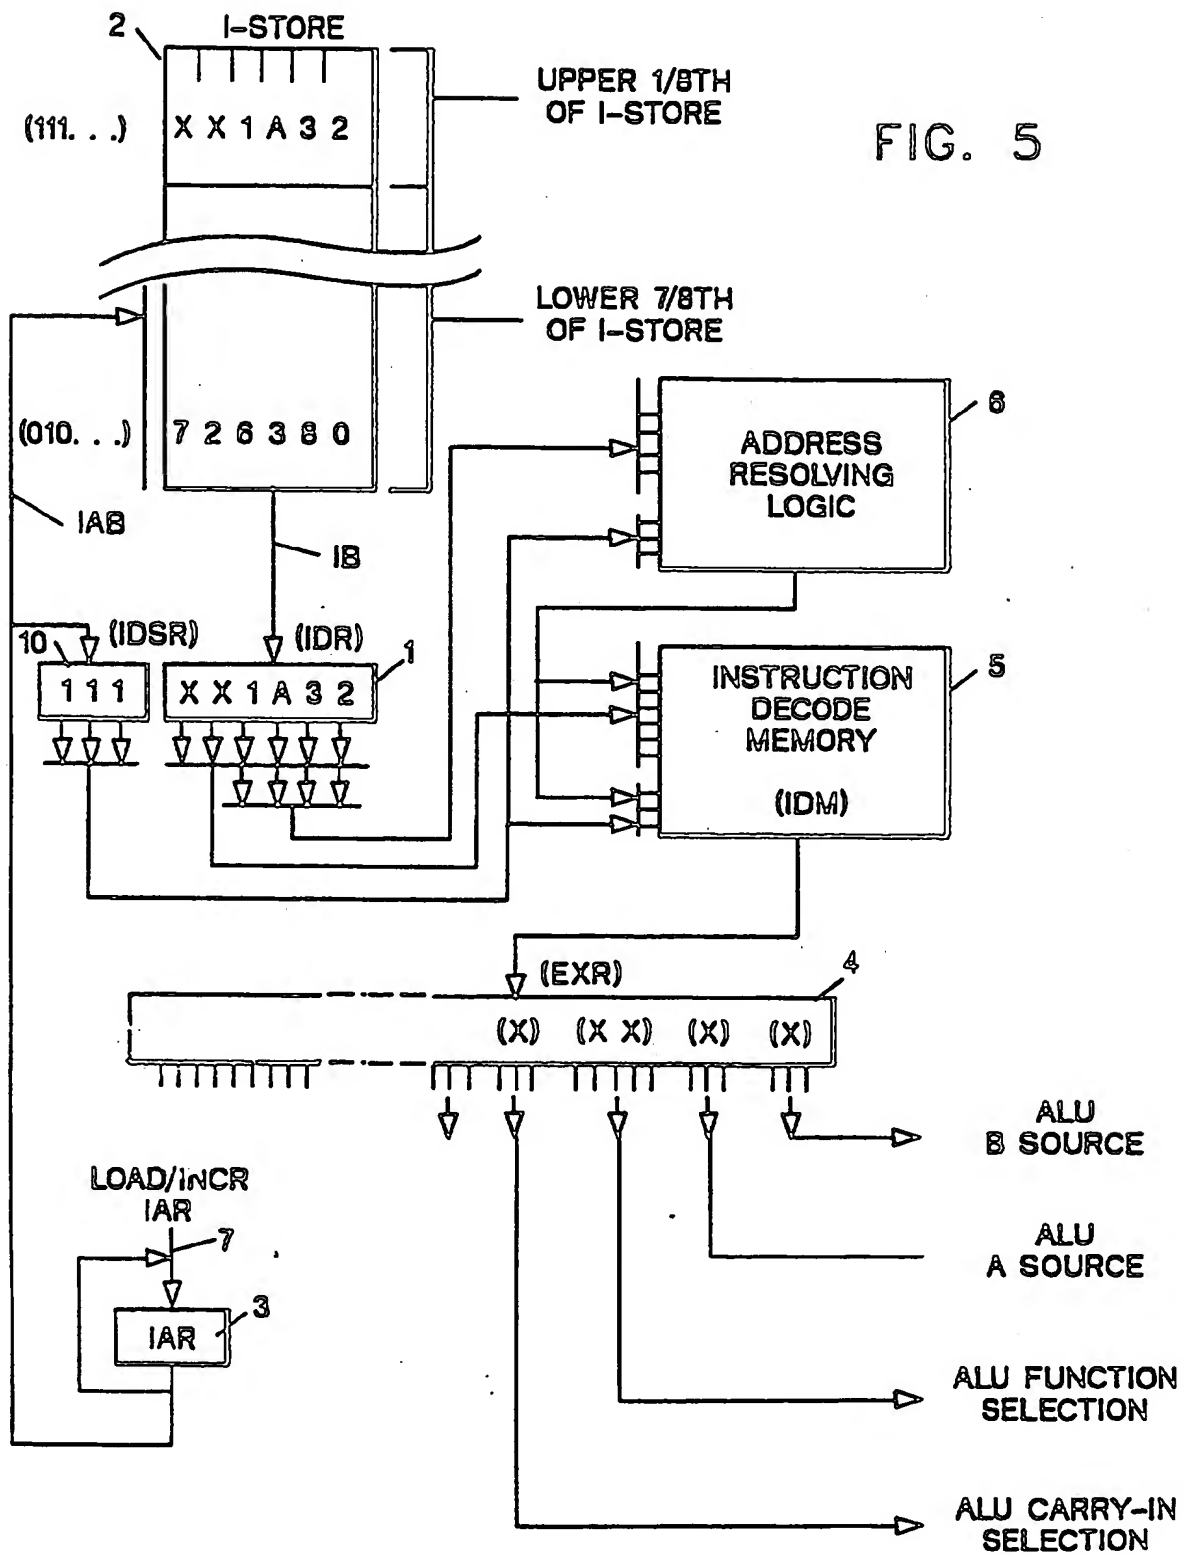 2
I-STORE
UPPER 1/8TH
OF I-STORE
(111. . .)
X X 1 A 3 2
FIG. 5
LOWER 7/8TH
OF I-STORE
(010. . .)
7 2 6 3 8 0
6
ADDRESS
RESOLVING
LOGIC
IAB
IB
10
(IDSR)
(IDR)
1
1 1 1
X X 1 A 3 2
5
INSTRUCTION
DECODE
MEMORY
(IDM)
(EXR)
4
(X)
(X X)
(X)
(X)
ALU
B SOURCE
LOAD/INCR
IAR
7
ALU
A SOURCE
3
IAR
ALU FUNCTION
SELECTION
ALU CARRY-IN
SELECTION